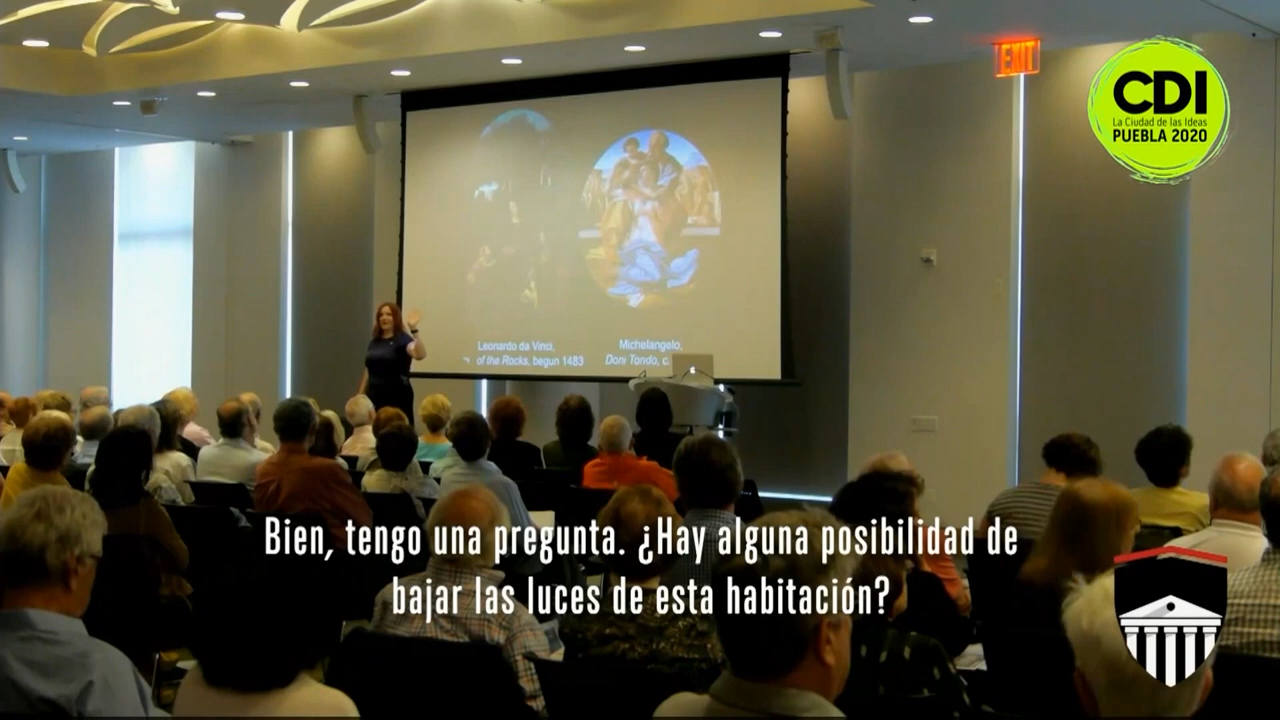 EXIT
CDI
La Ciudad de las Ideas
PUEBLA 2020
Leonardo da Vinci,
of the Rocks, begun 1483
Michelangelo,
Doni Tondo, c.
Bien, tengo una pregunta. ¿Hay alguna posibilidad de
bajar las luces de esta habitación?